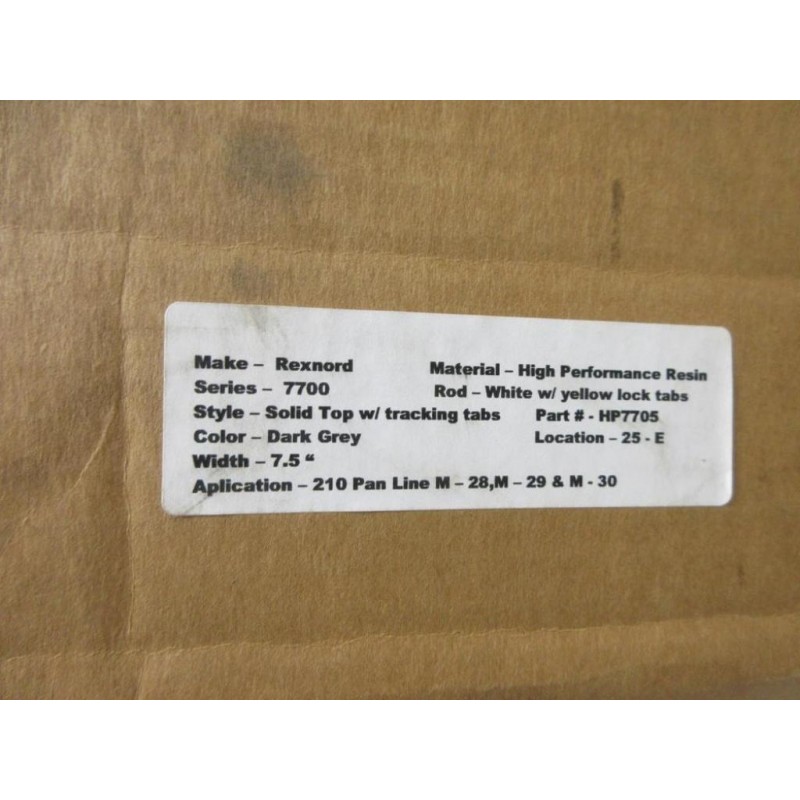 Make – Rexnord Material – High Performance Resin
Series – 7700 Rod – White w/ yellow lock tabs
Style – Solid Top w/ tracking tabs Part # - HP7705
Color – Dark Grey Location – 25 - E
Width – 7.5 “
Aplication – 210 Pan Line M – 28,M – 29 & M - 30